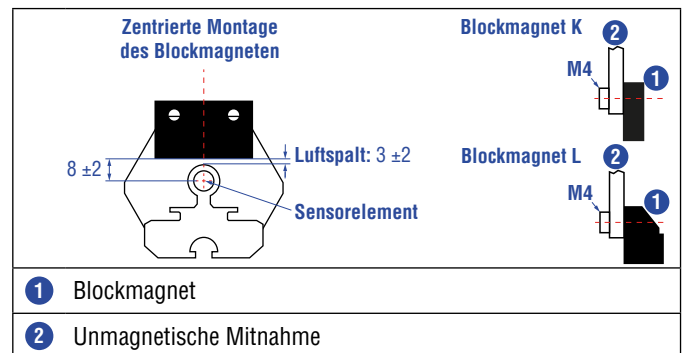 Zentrierte Montage
des Blockmagneten
8 ±2
Luftspalt: 3 ±2
Sensorelement
Blockmagnet K
2
M4
1
Blockmagnet L
2
M4
1
1 Blockmagnet
2 Unmagnetische Mitnahme